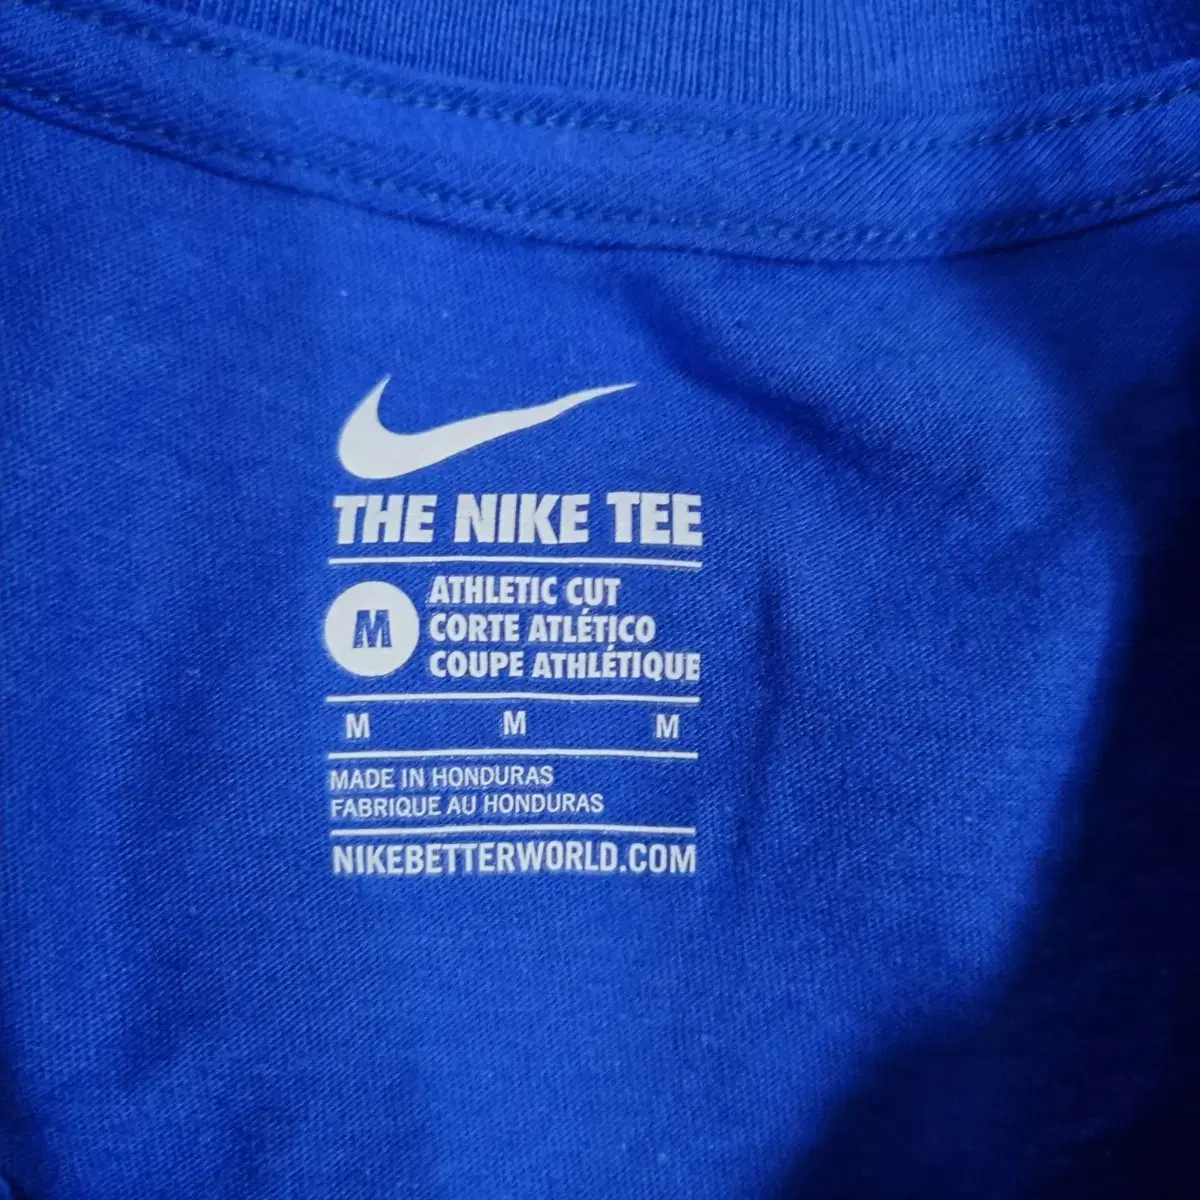 THE NIKE TEE
M
ATHLETIC CUT
CORTE ATLÉTICO
COUPE ATHLÉTIQUE
M M M
MADE IN HONDURAS
FABRIQUE AU HONDURAS
NIKEBETTERWORLD.COM